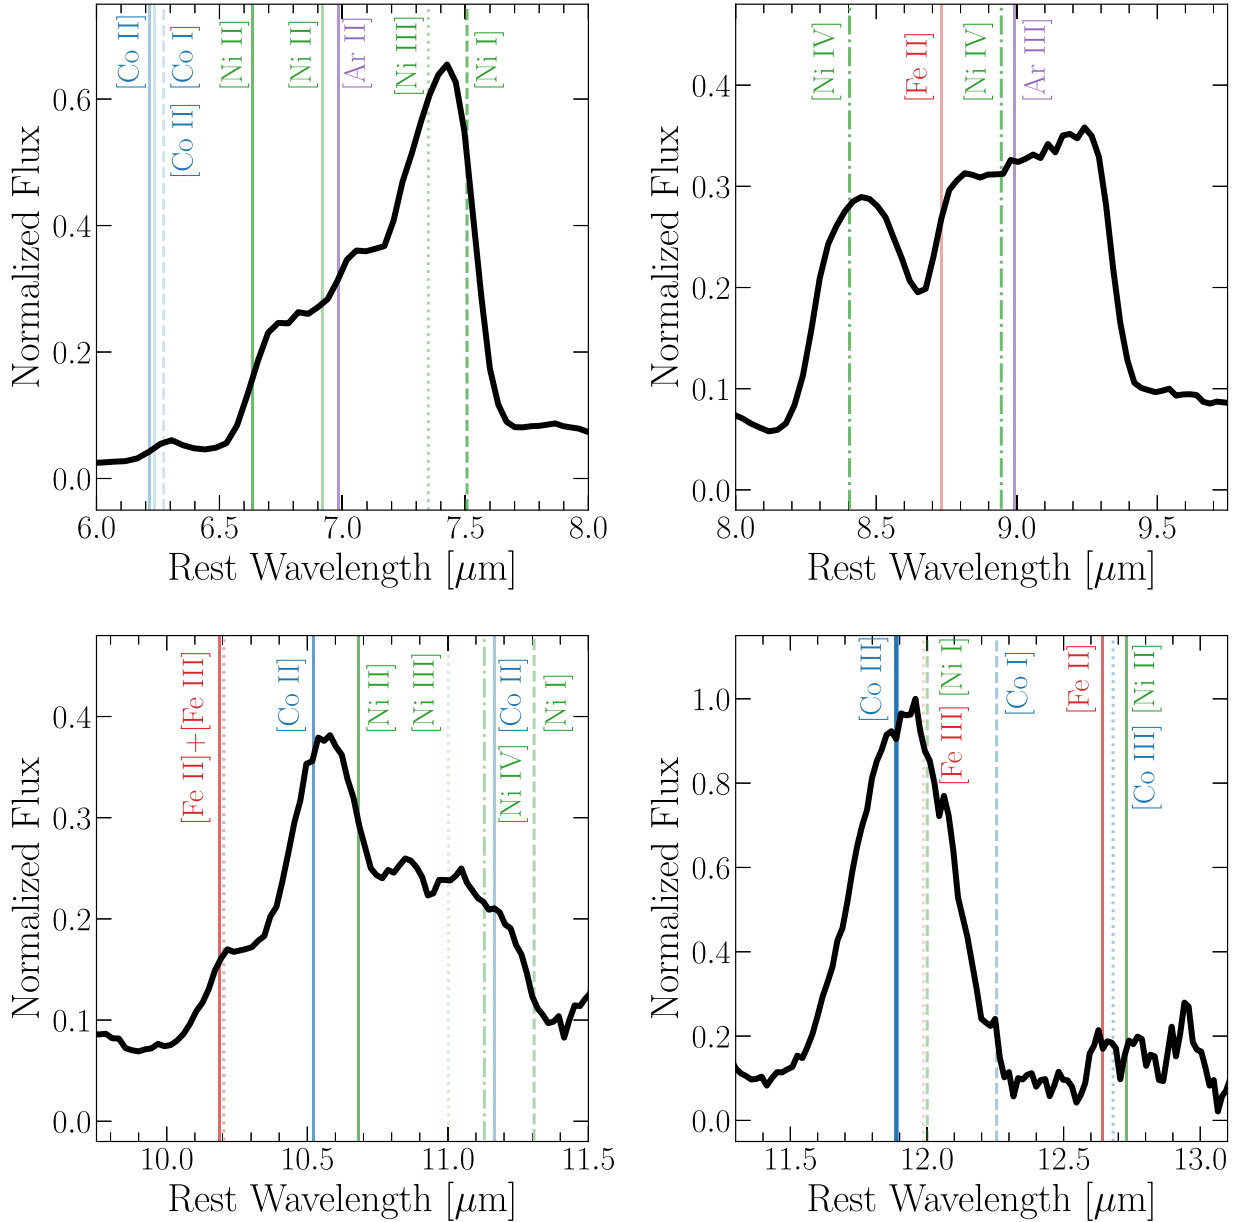 [Co II]
[Co II] [Co I]
[Ni II]
[Ni II]
[Ar II]
[Ni III]
[Ni I]
0.6
0.4
0.2
0.0
6.0 6.5 7.0 7.5 8.0
Normalized Flux
Rest Wavelength [μm]
[Ni IV]
[Fe II]
[Ni IV]
[Ar III]
0.4
0.3
0.2
0.1
0.0
8.0 8.5 9.0 9.5
Normalized Flux
Rest Wavelength [μm]
[Fe II]+[Fe III]
[Co II]
[Ni II]
[Ni III]
[Ni IV] [Co II]
[Ni I]
0.4
0.3
0.2
0.1
0.0
10.0 10.5 11.0 11.5
Normalized Flux
Rest Wavelength [μm]
[Co III]
[Fe III] [Ni I]
[Co I]
[Fe II]
[Co III] [Ni II]
1.0
0.8
0.6
0.4
0.2
0.0
11.5 12.0 12.5 13.0
Normalized Flux
Rest Wavelength [μm]